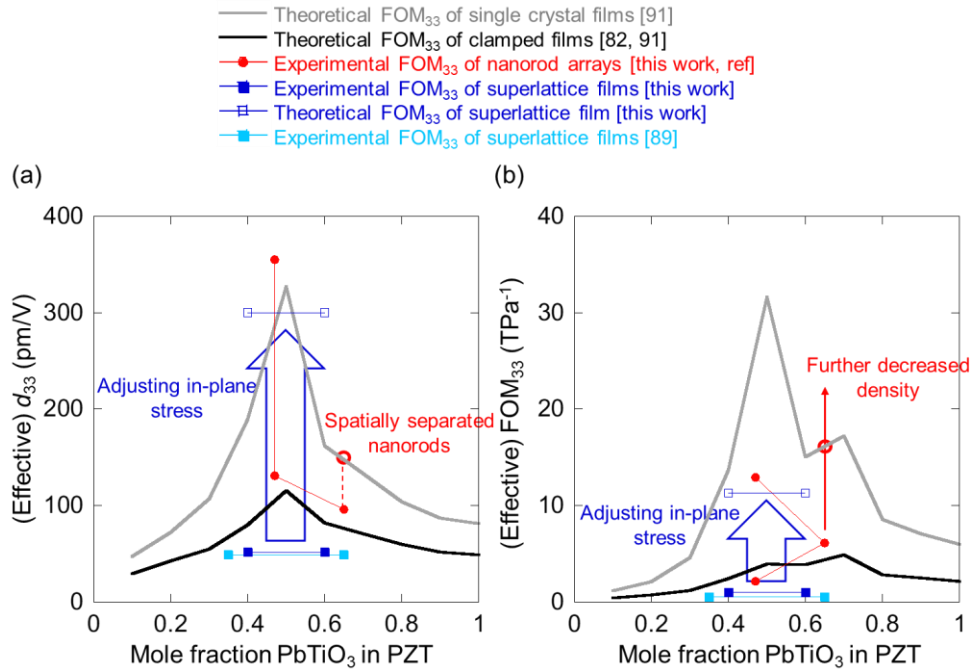 Theoretical FOM₃₃ of single crystal films [91]
Theoretical FOM₃₃ of clamped films [82, 91]
Experimental FOM₃₃ of nanorod arrays [this work, ref]
Experimental FOM₃₃ of superlattice films [this work]
Theoretical FOM₃₃ of superlattice film [this work]
Experimental FOM₃₃ of superlattice films [89]
(a)
400
300
200
100
0
(Effective) d₃₃ (pm/V)
Adjusting in-plane
stress
Spatially separated
nanorods
0 0.2 0.4 0.6 0.8 1
Mole fraction PbTiO₃ in PZT
(b)
40
30
20
10
0
(Effective) FOM₃₃ (TPa⁻¹)
Further decreased
density
Adjusting in-plane
stress
0 0.2 0.4 0.6 0.8 1
Mole fraction PbTiO₃ in PZT